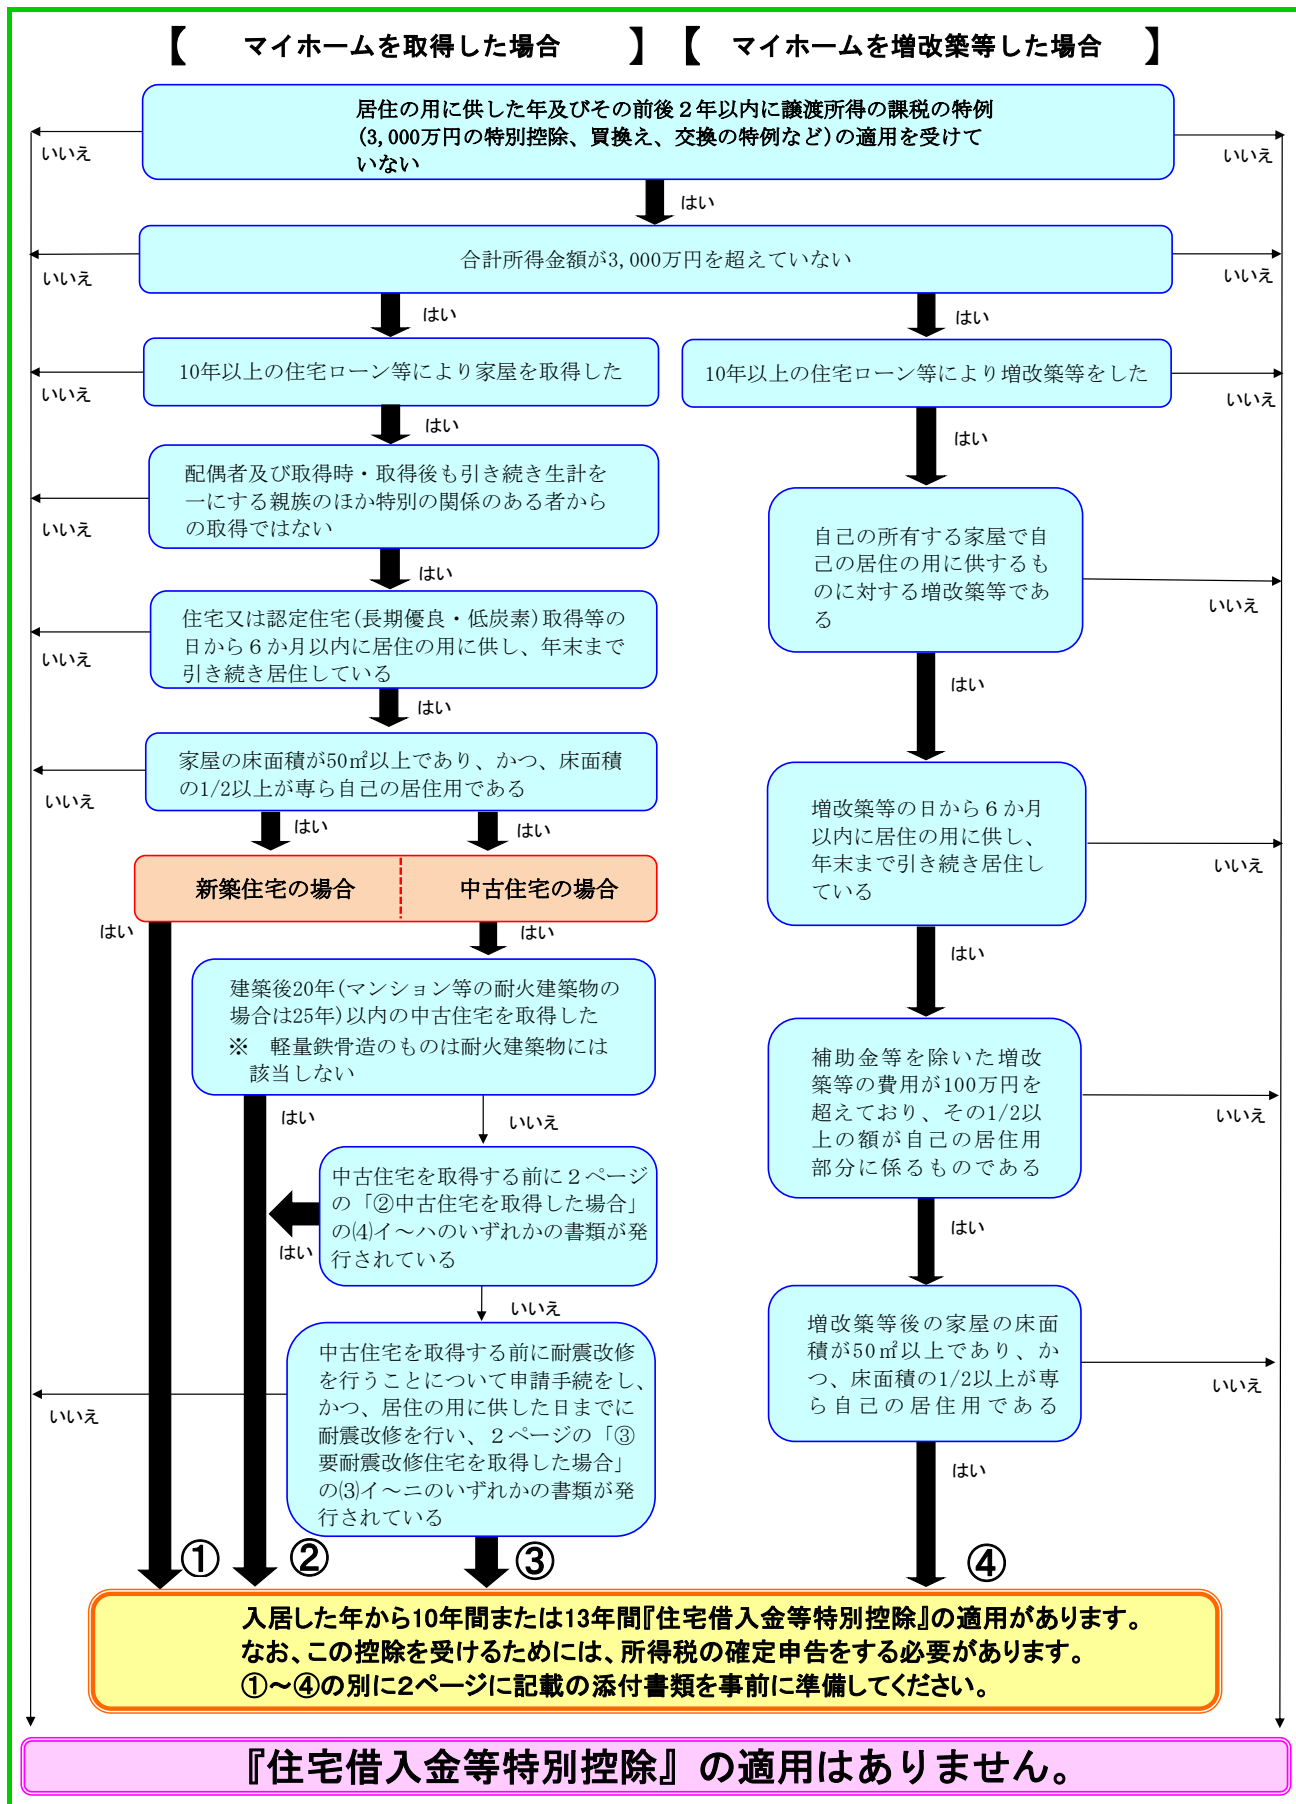 【　マイホームを取得した場合　】
【　マイホームを増改築等した場合　】
居住の用に供した年及びその前後２年以内に譲渡所得の課税の特例
(3,000万円の特別控除、買換え、交換の特例など)の適用を受けて
いない
いいえ
いいえ
はい
合計所得金額が3,000万円を超えていない
いいえ
いいえ
はい
はい
10年以上の住宅ローン等により家屋を取得した
いいえ
はい
配偶者及び取得時・取得後も引き続き生計を
一にする親族のほか特別の関係のある者から
の取得ではない
いいえ
はい
住宅又は認定住宅(長期優良・低炭素)取得等の
日から６か月以内に居住の用に供し、年末まで
引き続き居住している
いいえ
はい
家屋の床面積が50㎡以上であり、かつ、床面積
の1/2以上が専ら自己の居住用である
いいえ
はい
はい
新築住宅の場合
中古住宅の場合
はい
はい
建築後20年(マンション等の耐火建築物の
場合は25年)以内の中古住宅を取得した
※　軽量鉄骨造のものは耐火建築物には
該当しない
はい
いいえ
中古住宅を取得する前に２ページ
の「②中古住宅を取得した場合」
の⑷イ～ハのいずれかの書類が発
行されている
はい
いいえ
中古住宅を取得する前に耐震改修
を行うことについて申請手続をし、
かつ、居住の用に供した日までに
耐震改修を行い、２ページの「③
要耐震改修住宅を取得した場合」
の⑶イ～ニのいずれかの書類が発
行されている
いいえ
10年以上の住宅ローン等により増改築等をした
いいえ
はい
自己の所有する家屋で自
己の居住の用に供するも
のに対する増改築等であ
る
いいえ
はい
増改築等の日から６か月
以内に居住の用に供し、
年末まで引き続き居住し
ている
いいえ
はい
補助金等を除いた増改
築等の費用が100万円を
超えており、その1/2以
上の額が自己の居住用
部分に係るものである
いいえ
はい
増改築等後の家屋の床面
積が50㎡以上であり、か
つ、床面積の1/2以上が専
ら自己の居住用である
いいえ
はい
①
②
③
④
入居した年から10年間または13年間『住宅借入金等特別控除』の適用があります。
なお、この控除を受けるためには、所得税の確定申告をする必要があります。
①～④の別に2ページに記載の添付書類を事前に準備してください。
『住宅借入金等特別控除』の適用はありません。